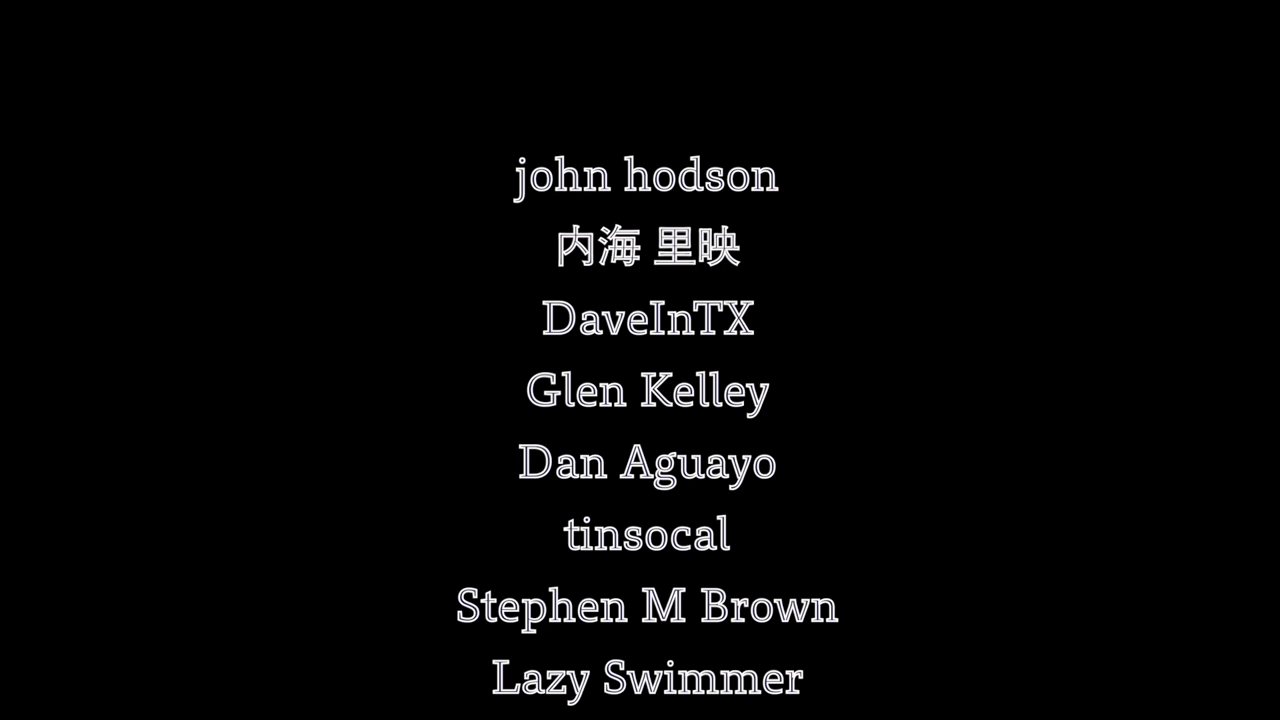 john hodson
内海 里映
DaveInTX
Glen Kelley
Dan Aguayo
tinsocal
Stephen M Brown
Lazy Swimmer